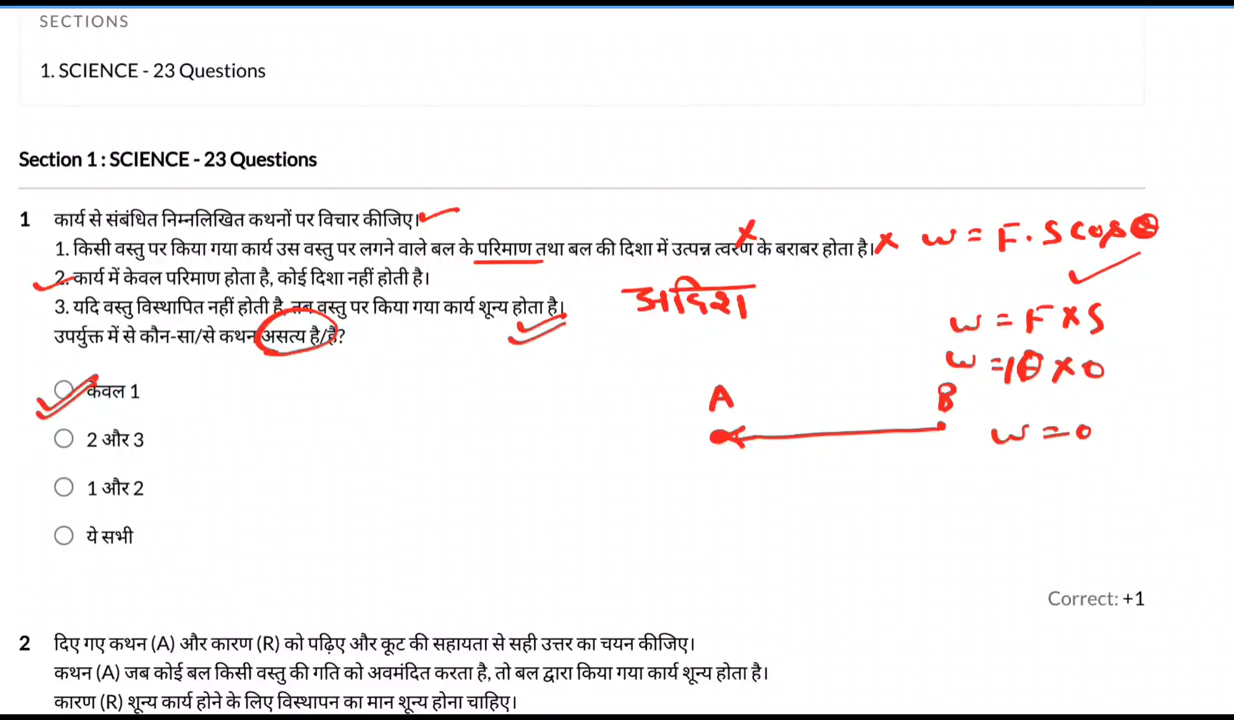 SECTIONS
1. SCIENCE - 23 Questions
Section 1 : SCIENCE - 23 Questions
1 कार्य से संबंधित निम्नलिखित कथनों पर विचार कीजिए।
1. किसी वस्तु पर किया गया कार्य उस वस्तु पर लगने वाले बल के परिमाण तथा बल की दिशा में उत्पन्न त्वरण के बराबर होता है।
W = F. S cos θ
2. कार्य में केवल परिमाण होता है, कोई दिशा नहीं होती है।
अदिश
3. यदि वस्तु विस्थापित नहीं होती है, तब वस्तु पर किया गया कार्य शून्य होता है।
W = F x S
उपर्युक्त में से कौन-सा/से कथन असत्य है/हैं?
W = 10 x 0
केवल 1
A B
W = 0
2 और 3
1 और 2
ये सभी
Correct: +1
2 दिए गए कथन (A) और कारण (R) को पढ़िए और कूट की सहायता से सही उत्तर का चयन कीजिए।
कथन (A) जब कोई बल किसी वस्तु की गति को अवमंदित करता है, तो बल द्वारा किया गया कार्य शून्य होता है।
कारण (R) शून्य कार्य होने के लिए विस्थापन का मान शून्य होना चाहिए।